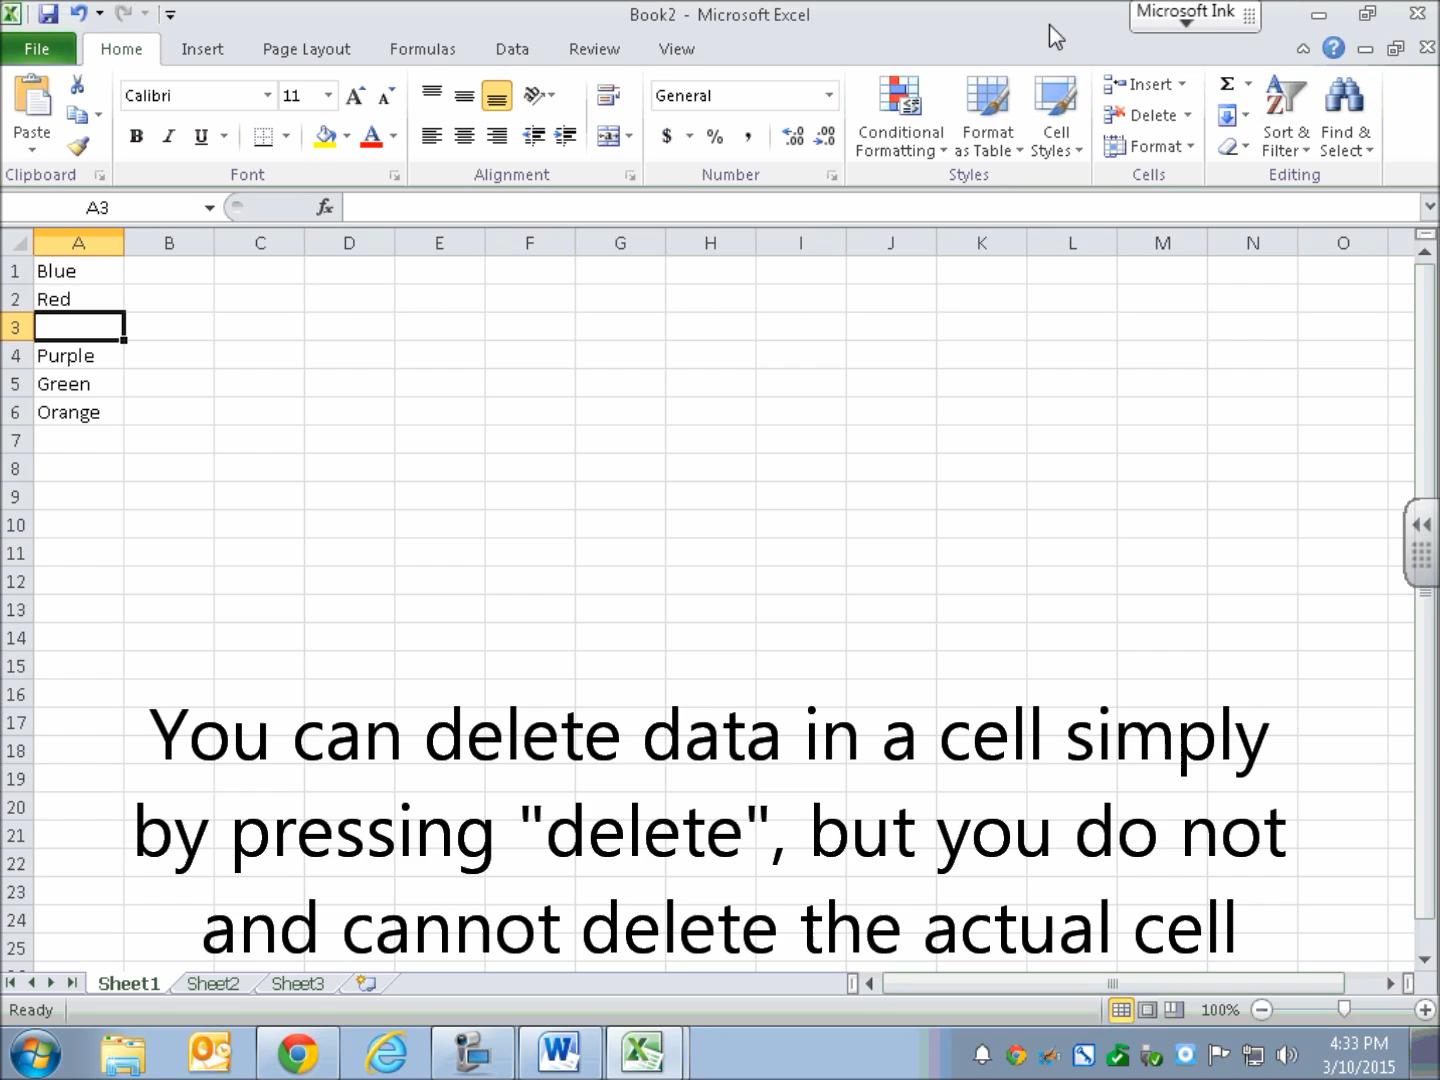 Book2 - Microsoft Excel
Microsoft Ink
File Home Insert Page Layout Formulas Data Review View
Calibri 11 General
Insert
Delete
Format
Paste
B I U $ % ,
Conditional Formatting
Format as Table
Cell Styles
Sort & Filter
Find & Select
Clipboard Font Alignment Number Styles Cells Editing
A3 fx
A B C D E F G H I J K L M N O
1 Blue
2 Red
3
4 Purple
5 Green
6 Orange
7
8
9
10
11
12
13
14
15
16
17
18
19
20
21
22
23
24
25
You can delete data in a cell simply
by pressing "delete", but you do not
and cannot delete the actual cell
Sheet1 Sheet2 Sheet3
Ready 100%
4:33 PM
3/10/2015